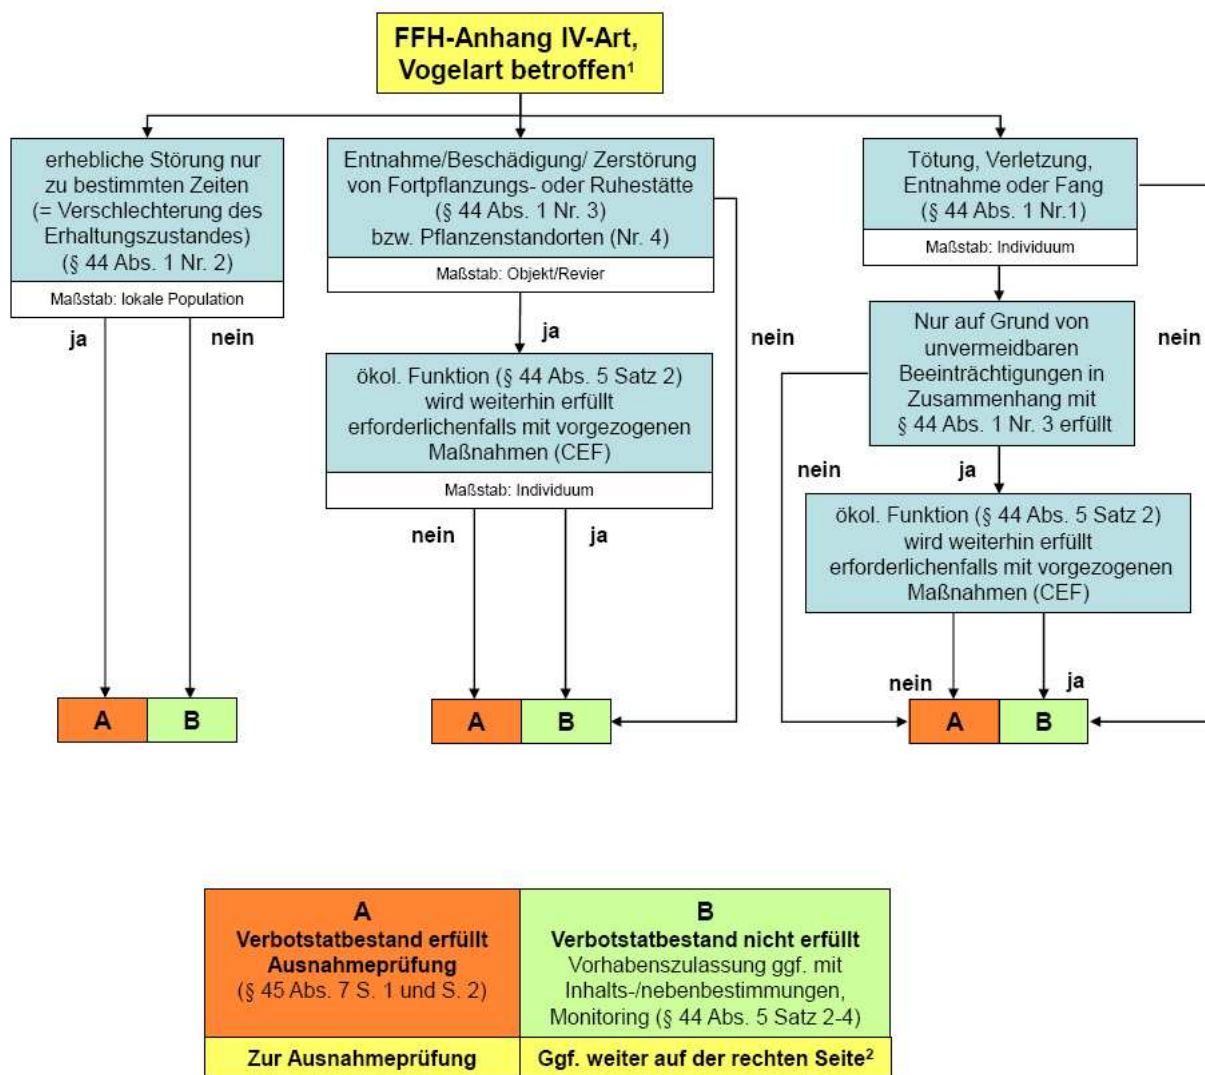 FFH-Anhang IV-Art,
Vogelart betroffen¹
erhebliche Störung nur
zu bestimmten Zeiten
(= Verschlechterung des
Erhaltungszustandes)
(§ 44 Abs. 1 Nr. 2)
Maßstab: lokale Population
ja
nein
A
B
Entnahme/Beschädigung/ Zerstörung
von Fortpflanzungs- oder Ruhestätte
(§ 44 Abs. 1 Nr. 3)
bzw. Pflanzenstandorten (Nr. 4)
Maßstab: Objekt/Revier
ja
nein
ökol. Funktion (§ 44 Abs. 5 Satz 2)
wird weiterhin erfüllt
erforderlichenfalls mit vorgezogenen
Maßnahmen (CEF)
Maßstab: Individuum
nein
ja
A
B
Tötung, Verletzung,
Entnahme oder Fang
(§ 44 Abs. 1 Nr.1)
Maßstab: Individuum
Nur auf Grund von
unvermeidbaren
Beeinträchtigungen in
Zusammenhang mit
§ 44 Abs. 1 Nr. 3 erfüllt
nein
nein
ja
ökol. Funktion (§ 44 Abs. 5 Satz 2)
wird weiterhin erfüllt
erforderlichenfalls mit vorgezogenen
Maßnahmen (CEF)
nein
ja
A
B
A
Verbotstatbestand erfüllt
Ausnahmeprüfung
(§ 45 Abs. 7 S. 1 und S. 2)
Zur Ausnahmeprüfung
B
Verbotstatbestand nicht erfüllt
Vorhabenszulassung ggf. mit
Inhalts-/nebenbestimmungen,
Monitoring (§ 44 Abs. 5 Satz 2-4)
Ggf. weiter auf der rechten Seite²